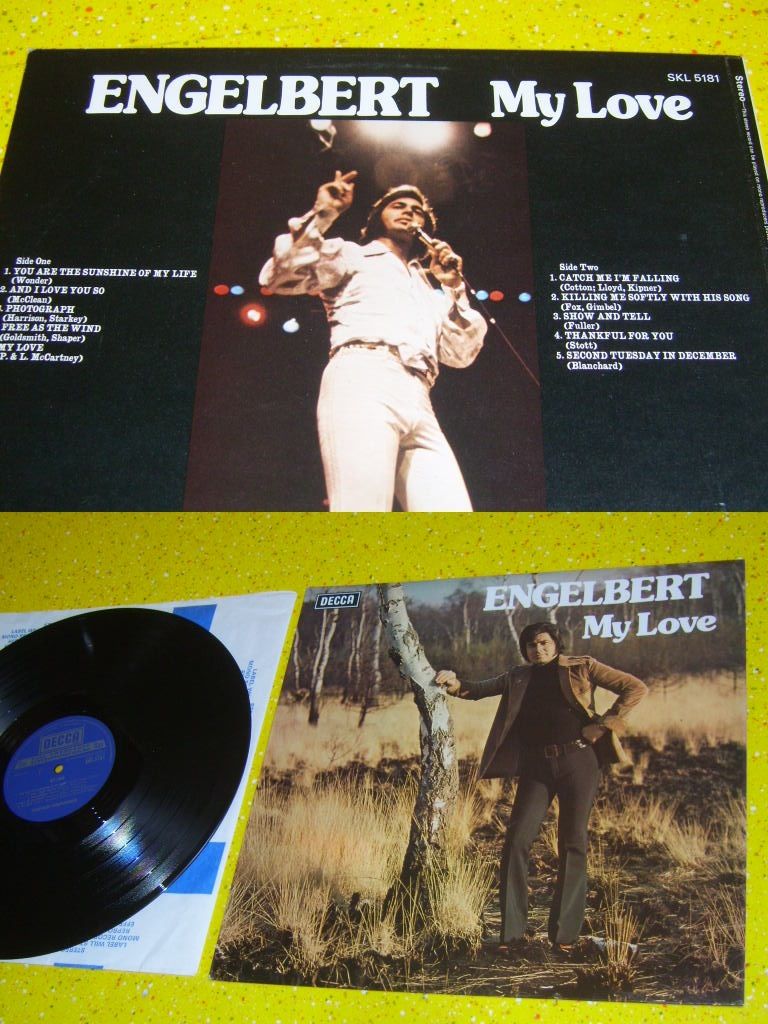 ENGELBERT My Love
SKL 5181
Stereo
Side One
1. YOU ARE THE SUNSHINE OF MY LIFE
(Wonder)
2. AND I LOVE YOU SO
(McClean)
. PHOTOGRAPH
(Harrison, Starkey)
FREE AS THE WIND
(Goldsmith, Shaper)
MY LOVE
P. & L. McCartney)
Side Two
1. CATCH ME I'M FALLING
(Cotton; Lloyd, Kipner)
2. KILLING ME SOFTLY WITH HIS SONG
(Fox, Gimbel)
3. SHOW AND TELL
(Fuller)
4. THANKFUL FOR YOU
(Stott)
5. SECOND TUESDAY IN DECEMBER
(Blanchard)
DECCA
ENGELBERT
My Love
DECCA